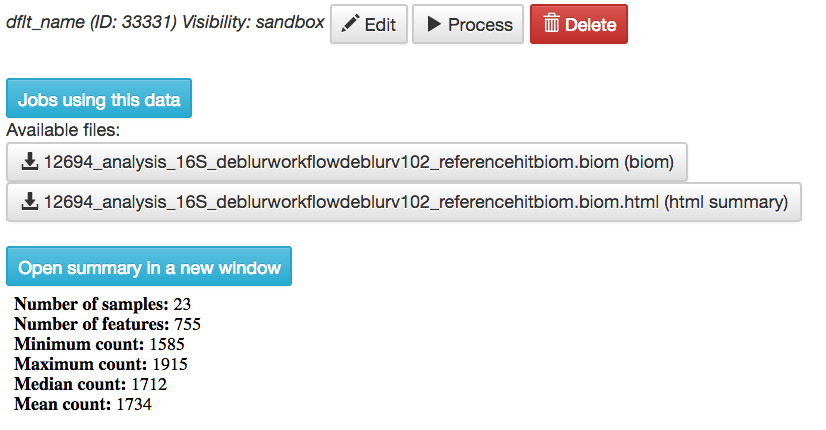 dflt_name (ID: 33331) Visibility: sandbox Edit Process Delete
Jobs using this data
Available files:
12694_analysis_16S_deblurworkflowdeblurv102_referencehitbiom.biom (biom)
12694_analysis_16S_deblurworkflowdeblurv102_referencehitbiom.biom.html (html summary)
Open summary in a new window
Number of samples: 23
Number of features: 755
Minimum count: 1585
Maximum count: 1915
Median count: 1712
Mean count: 1734